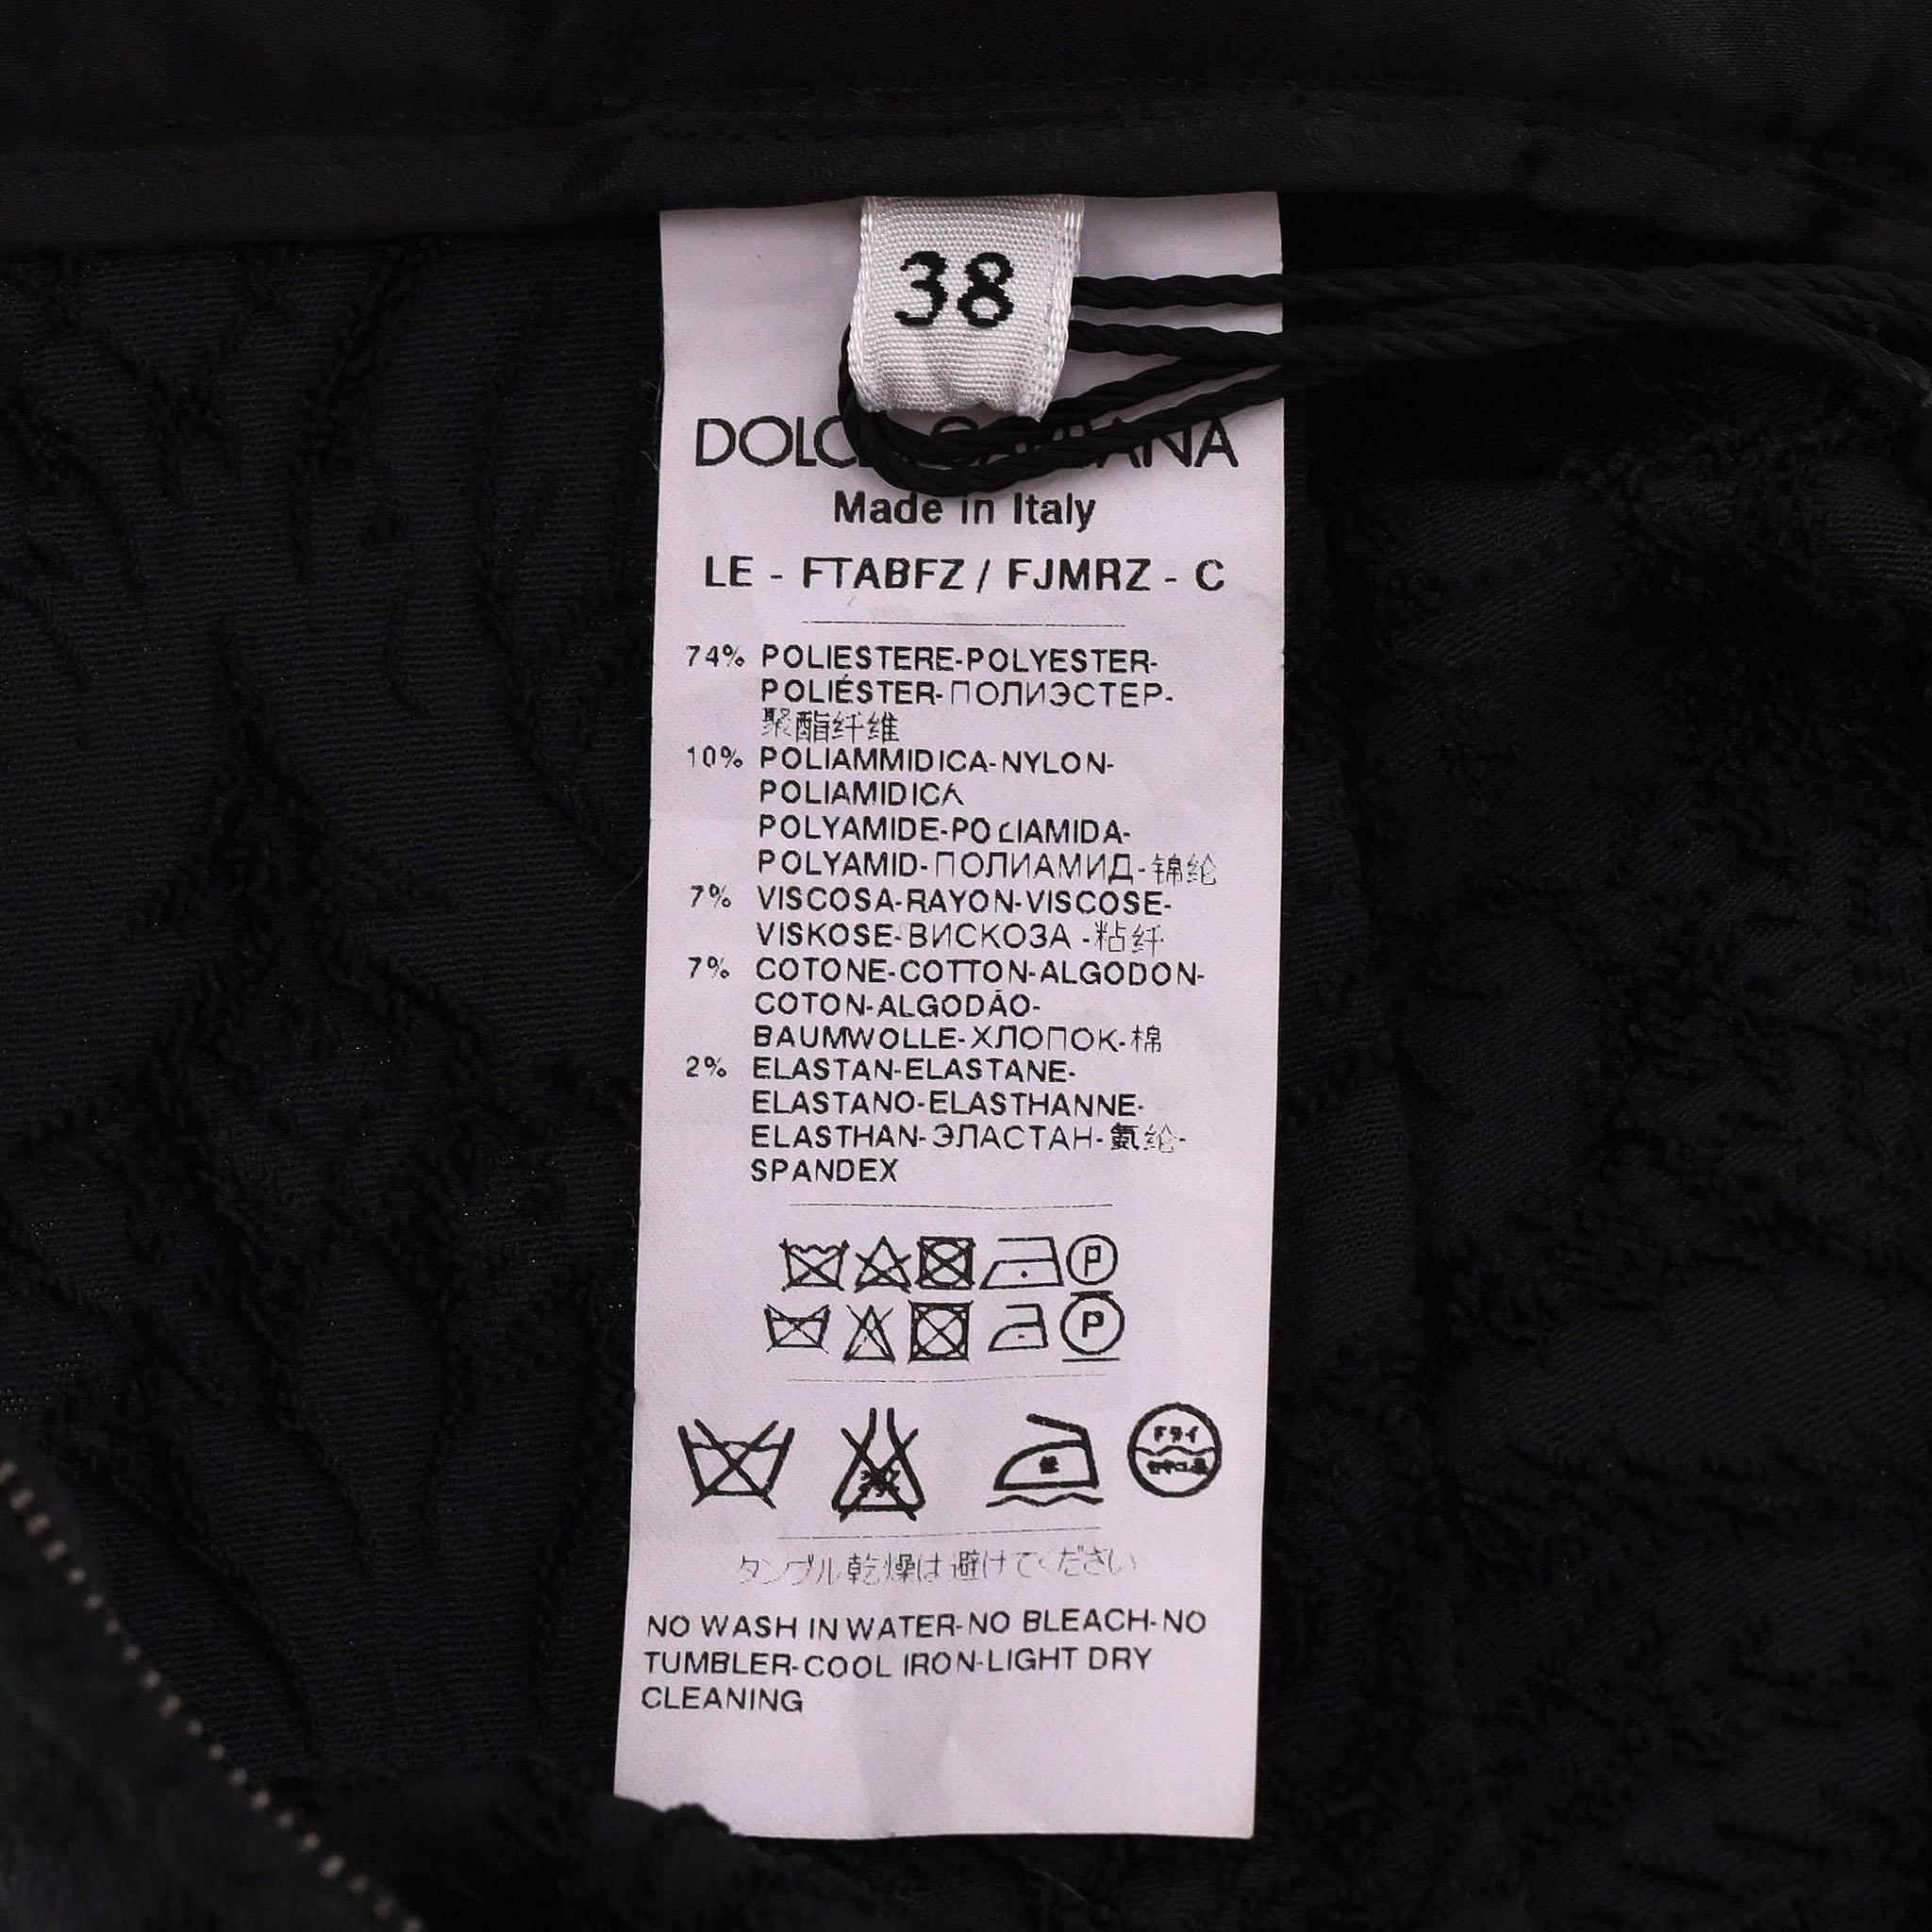 38
Made in Italy
LE - FTABFZ / FJMRZ - C
74% POLIESTERE-POLYESTER-
POLIÉSTER-ПОЛИЭСТЕР-
聚酯纤维
10% POLIAMMIDICA-NYLON-
POLIAMIDICA
POLYAMIDE-POLIAMIDA-
POLYAMID-ПОЛИАМИД-锦纶
7% VISCOSA-RAYON-VISCOSE-
VISKOSE-ВИСКОЗА -粘纤
7% COTONE-COTTON-ALGODON-
COTON-ALGODÃO-
BAUMWOLLE-ХЛОПОК-棉
2% ELASTAN-ELASTANE-
ELASTANO-ELASTHANNE-
ELASTHAN-ЭЛАСТАН-氨纶-
SPANDEX
P
P
ドライ
タンブル乾燥は避けてください
NO WASH IN WATER-NO BLEACH-NO
TUMBLER-COOL IRON-LIGHT DRY
CLEANING